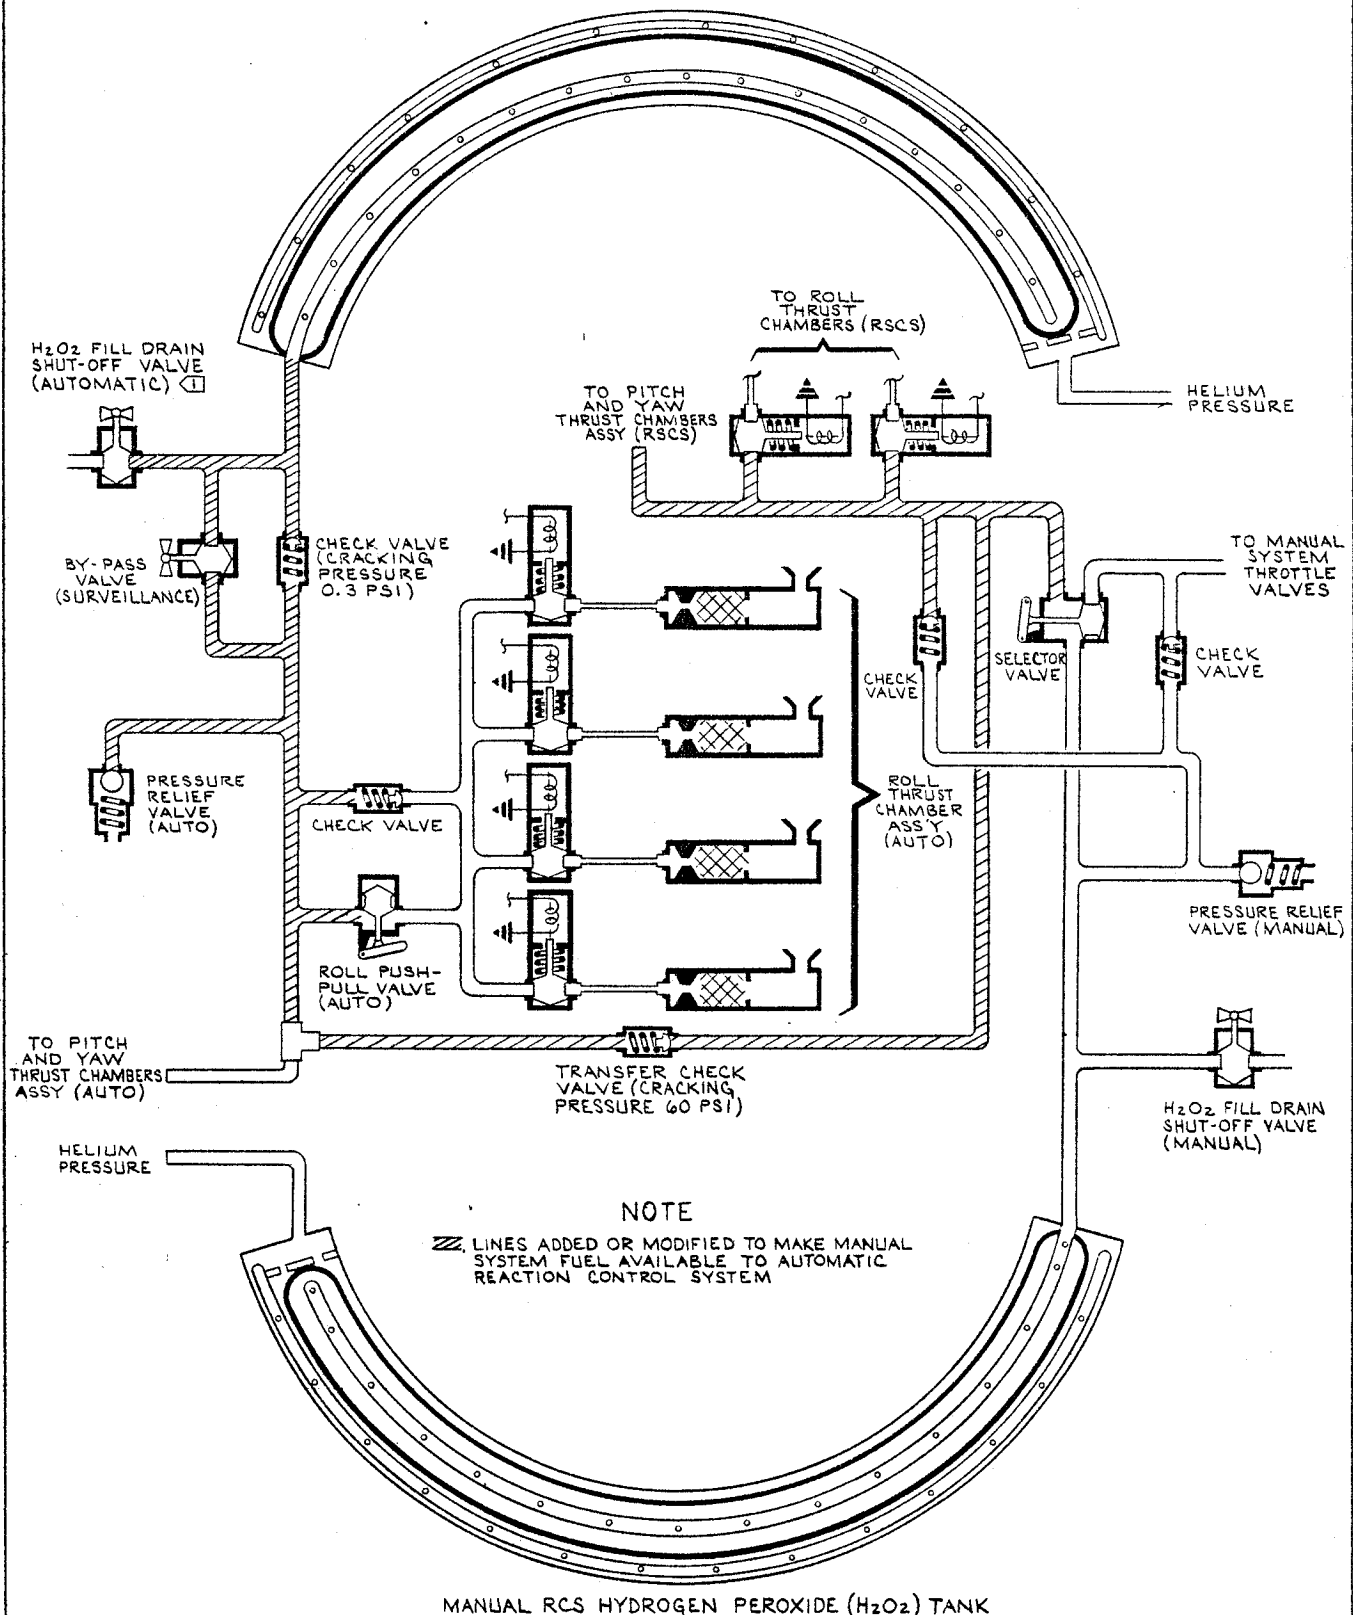 TO ROLL
THRUST
CHAMBERS (RSCS)
H2O2 FILL DRAIN
SHUT-OFF VALVE
(AUTOMATIC) 1
TO PITCH
AND YAW
THRUST CHAMBERS
ASSY (RSCS)
HELIUM
PRESSURE
BY-PASS
VALVE
(SURVEILLANCE)
CHECK VALVE
(CRACKING
PRESSURE
0.3 PSI)
TO MANUAL
SYSTEM
THROTTLE
VALVES
CHECK
VALVE
SELECTOR
VALVE
CHECK
VALVE
PRESSURE
RELIEF
VALVE
(AUTO)
CHECK VALVE
ROLL
THRUST
CHAMBER
ASS'Y
(AUTO)
PRESSURE RELIEF
VALVE (MANUAL)
ROLL PUSH-
PULL VALVE
(AUTO)
TO PITCH
AND YAW
THRUST CHAMBERS
ASSY (AUTO)
TRANSFER CHECK
VALVE (CRACKING
PRESSURE 60 PSI)
H2O2 FILL DRAIN
SHUT-OFF VALVE
(MANUAL)
HELIUM
PRESSURE
NOTE
LINES ADDED OR MODIFIED TO MAKE MANUAL
SYSTEM FUEL AVAILABLE TO AUTOMATIC
REACTION CONTROL SYSTEM
MANUAL RCS HYDROGEN PEROXIDE (H2O2) TANK